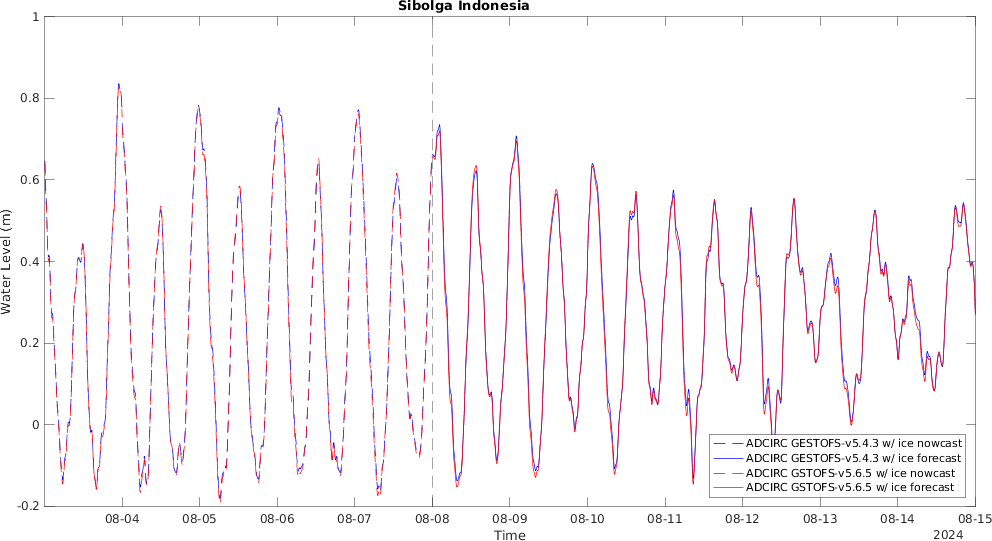 Sibolga Indonesia
1
0.8
0.6
0.4
0.2
0
-0.2
Water Level (m)
08-04 08-05 08-06 08-07 08-08 08-09 08-10 08-11 08-12 08-13 08-14 08-15
Time
2024
ADCIRC GESTOFS-v5.4.3 w/ ice nowcast
ADCIRC GESTOFS-v5.4.3 w/ ice forecast
ADCIRC GSTOFS-v5.6.5 w/ ice nowcast
ADCIRC GSTOFS-v5.6.5 w/ ice forecast